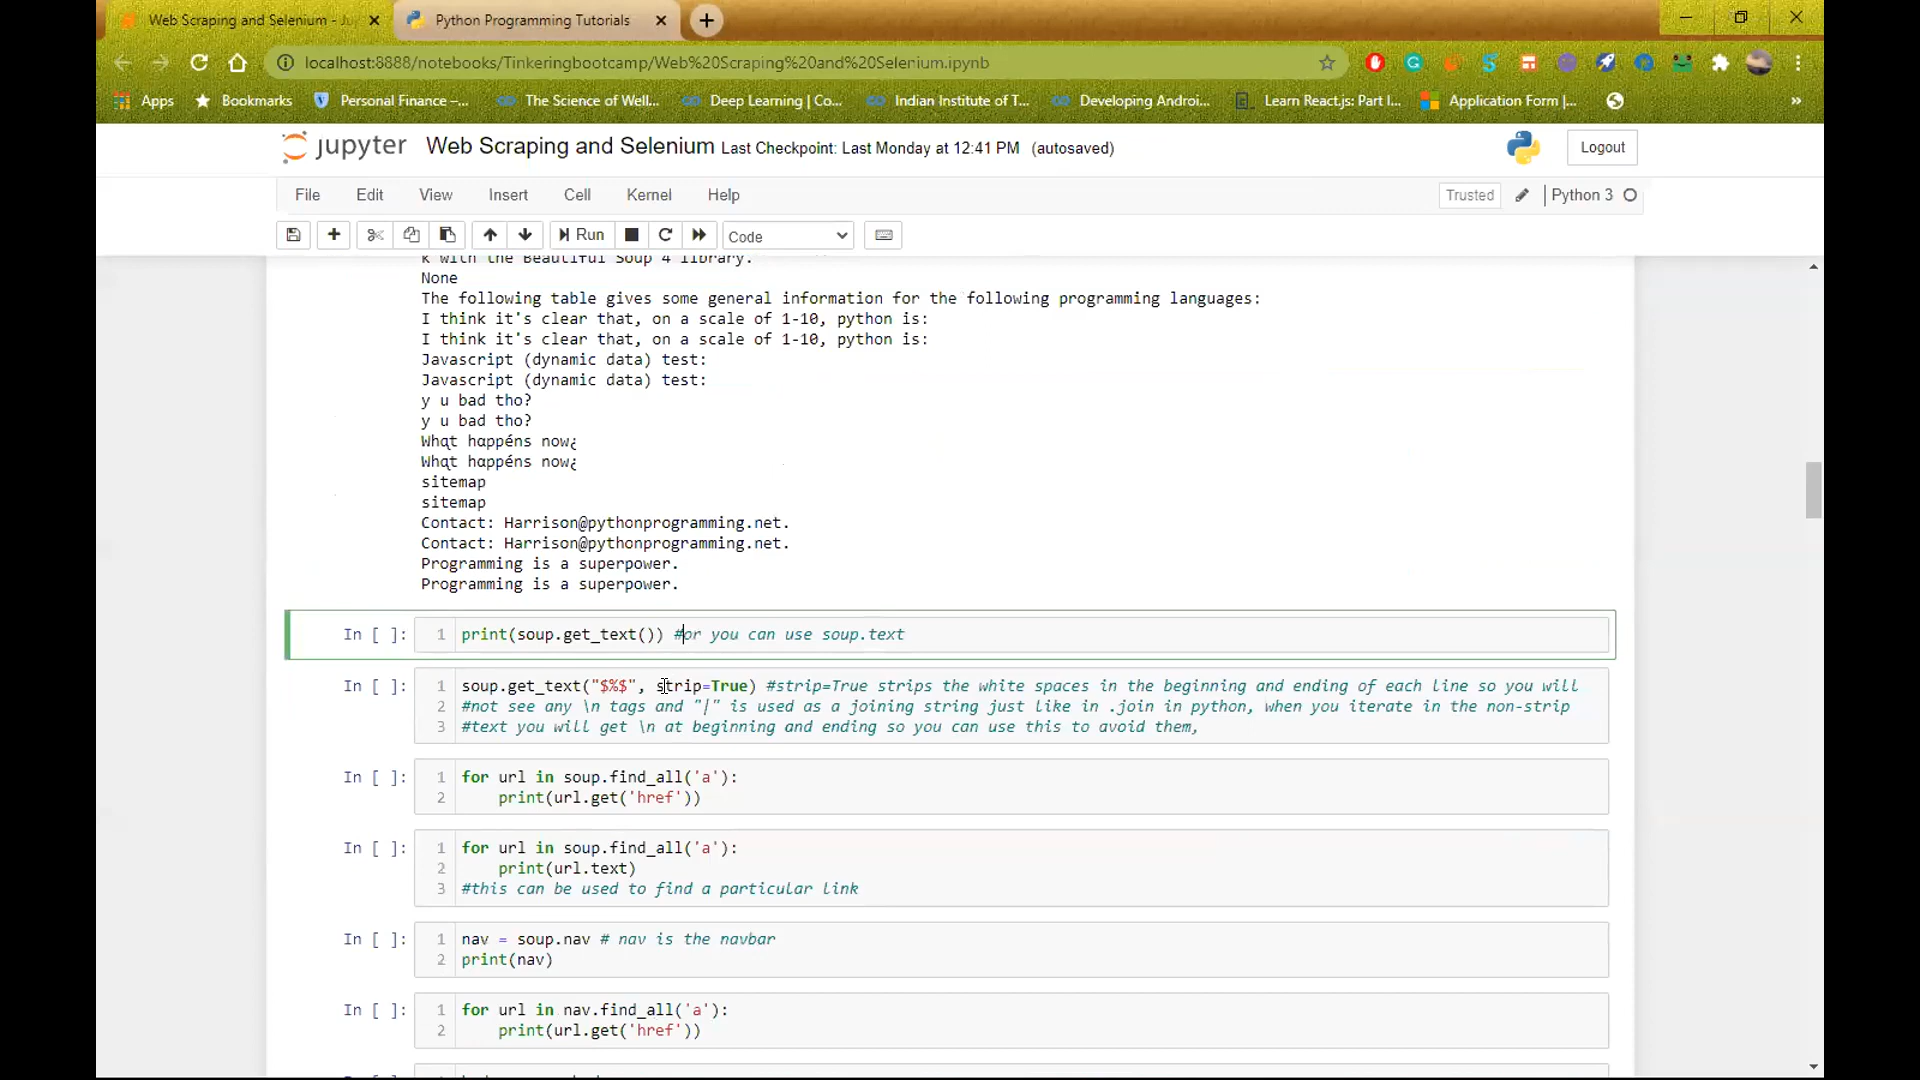 Web Scraping and Selenium - Ju
Python Programming Tutorials
localhost:8888/notebooks/Tinkeringbootcamp/Web%20Scraping%20and%20Selenium.ipynb
Apps
Bookmarks
Personal Finance –...
The Science of Well...
Deep Learning | Co...
Indian Institute of T...
Developing Androi...
Learn React.js: Part I...
Application Form |...
»
jupyter Web Scraping and Selenium Last Checkpoint: Last Monday at 12:41 PM (autosaved)
Logout
File Edit View Insert Cell Kernel Help
Trusted
Python 3
Run
Code
k with the Beautiful Soup 4 library.
None
The following table gives some general information for the following programming languages:
I think it's clear that, on a scale of 1-10, python is:
I think it's clear that, on a scale of 1-10, python is:
Javascript (dynamic data) test:
Javascript (dynamic data) test:
y u bad tho?
y u bad tho?
Whąt hαppéns now¿
Whąt hαppéns now¿
sitemap
sitemap
Contact: Harrison@pythonprogramming.net.
Contact: Harrison@pythonprogramming.net.
Programming is a superpower.
Programming is a superpower.
In [ ]: 1 print(soup.get_text()) #or you can use soup.text
In [ ]: 1 soup.get_text("$%$", strip=True) #strip=True strips the white spaces in the beginning and ending of each line so you will
2 #not see any \n tags and "|" is used as a joining string just like in .join in python, when you iterate in the non-strip
3 #text you will get \n at beginning and ending so you can use this to avoid them,
In [ ]: 1 for url in soup.find_all('a'):
2 print(url.get('href'))
In [ ]: 1 for url in soup.find_all('a'):
2 print(url.text)
3 #this can be used to find a particular link
In [ ]: 1 nav = soup.nav # nav is the navbar
2 print(nav)
In [ ]: 1 for url in nav.find_all('a'):
2 print(url.get('href'))